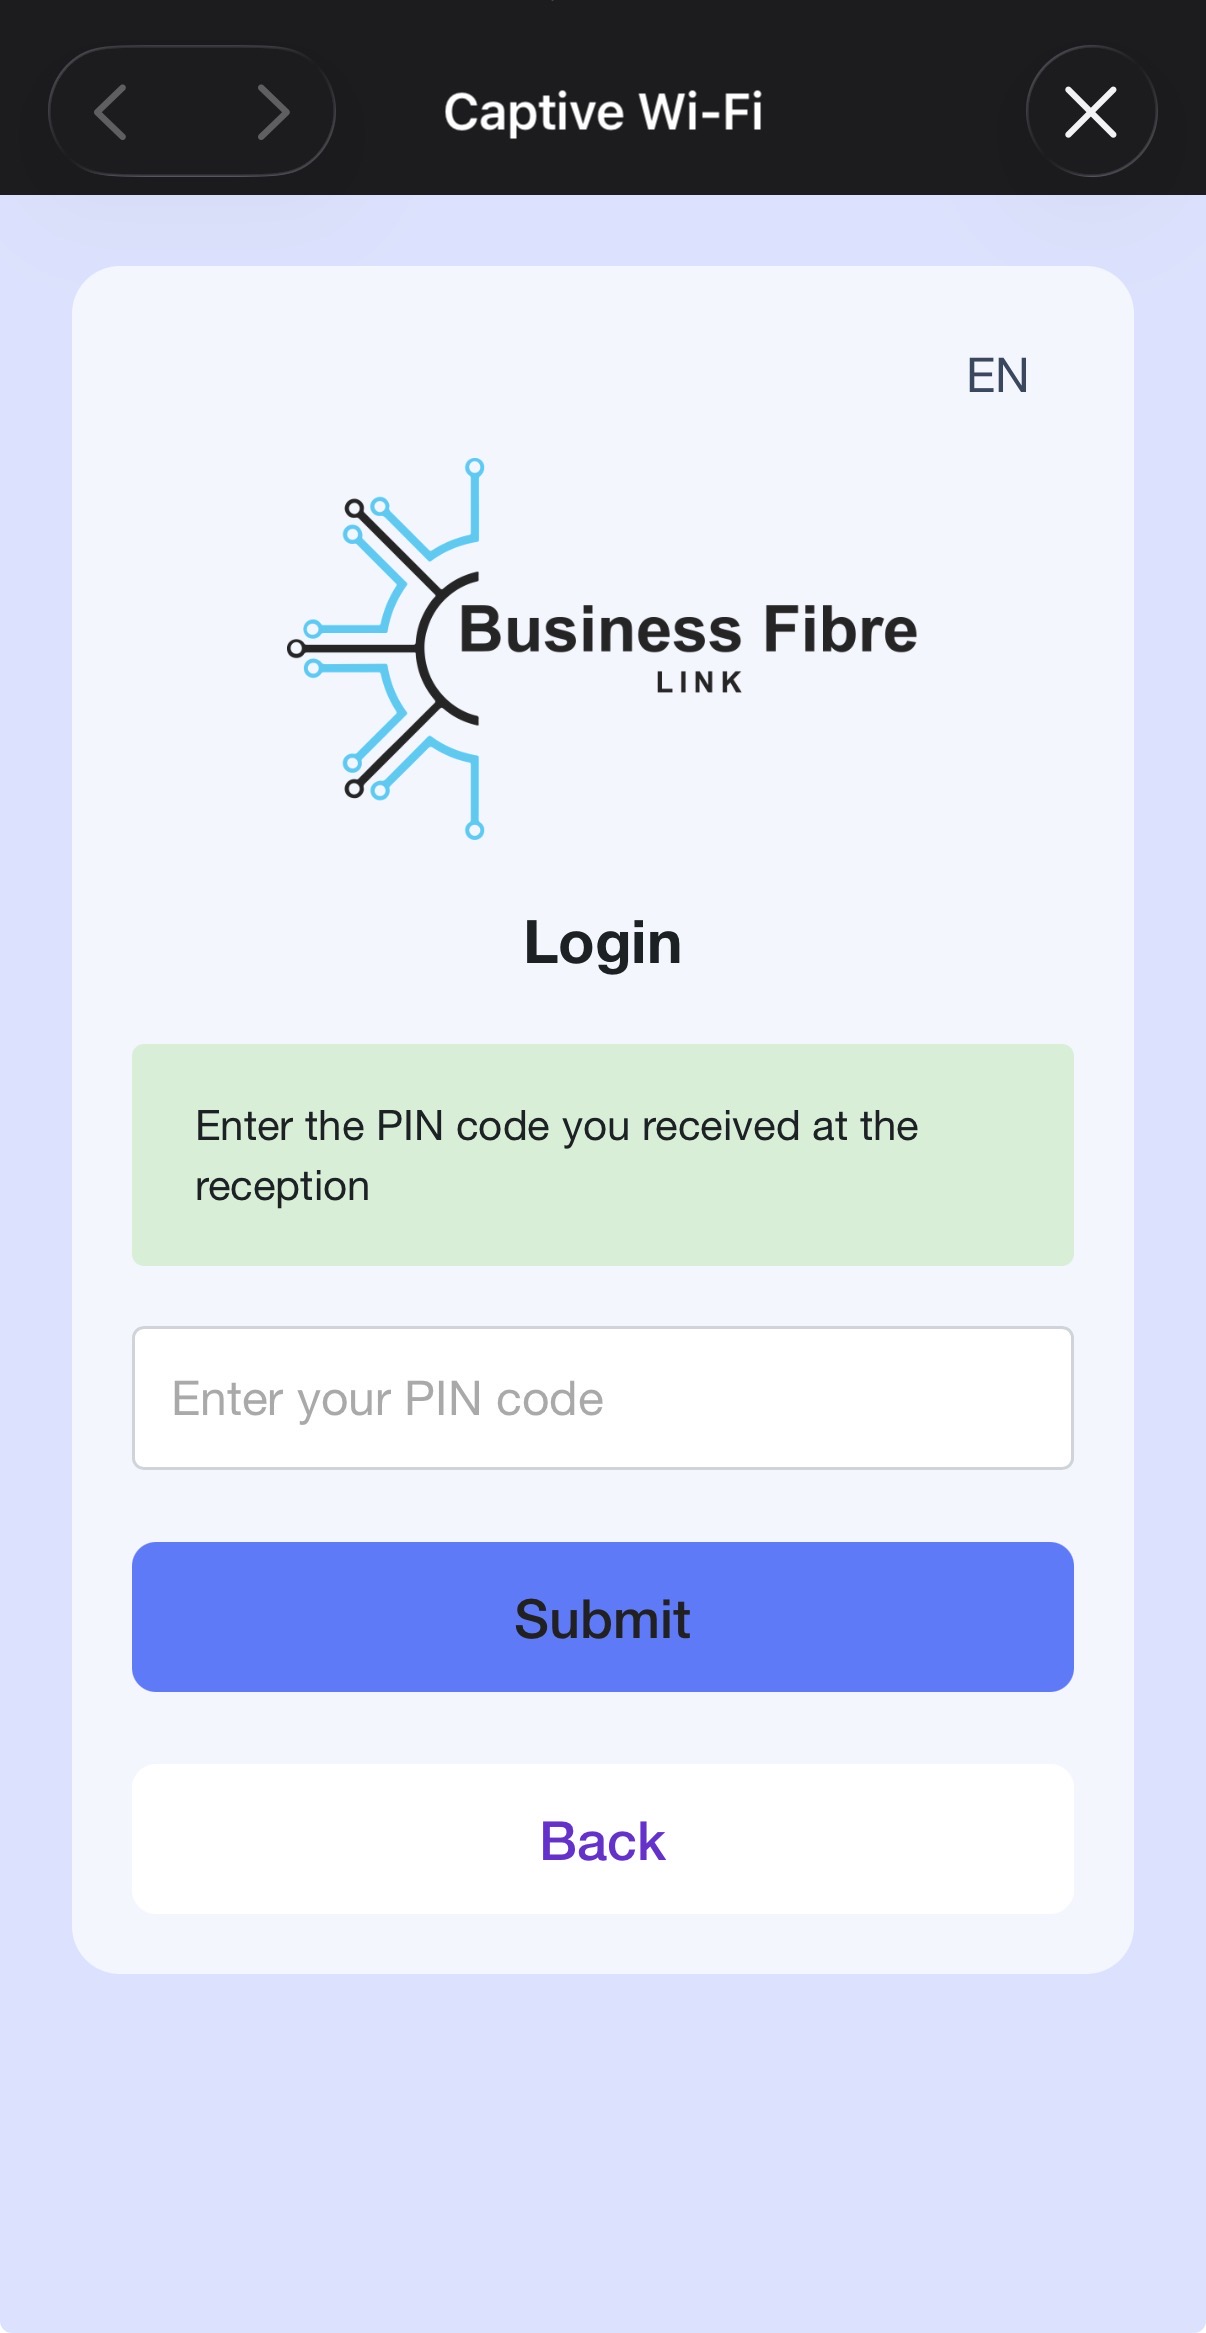 Captive Wi-Fi
EN
Business Fibre
LINK
Login
Enter the PIN code you received at the
reception
Enter your PIN code
Submit
Back